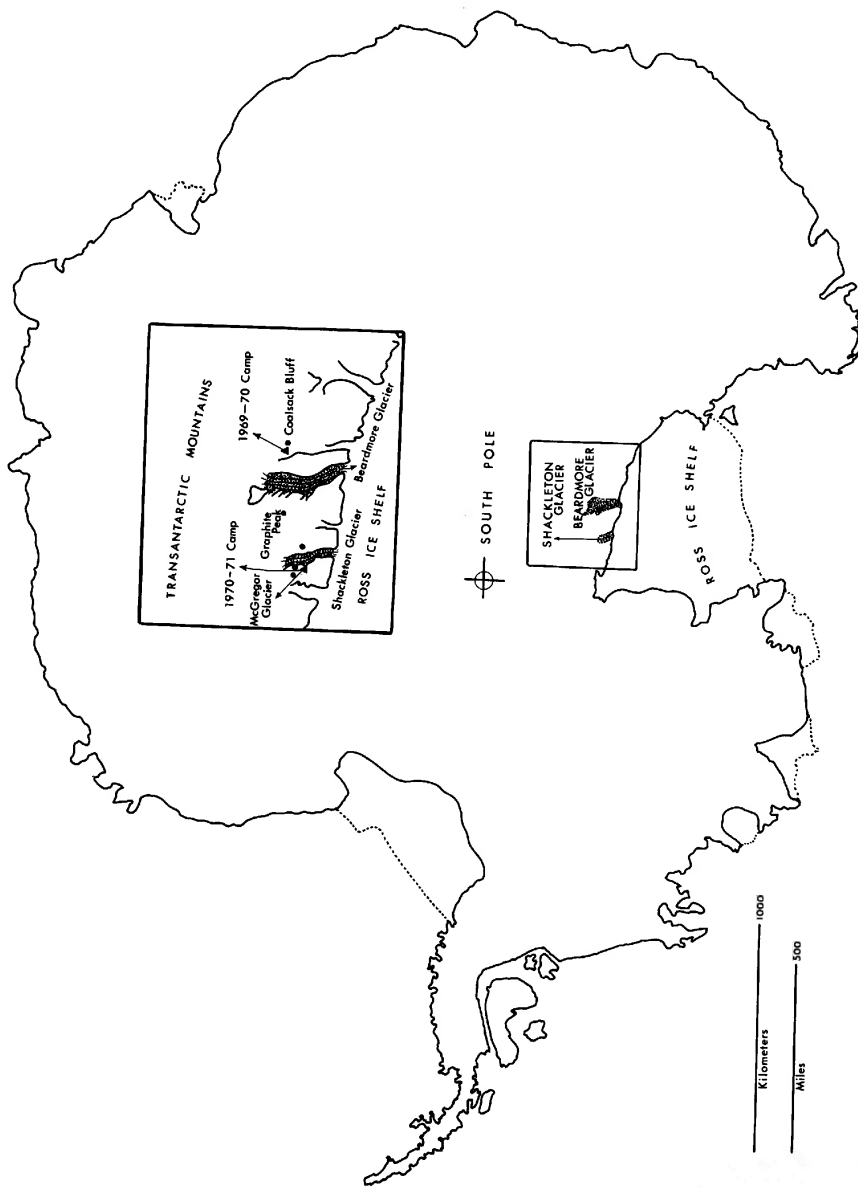 TRANSANTARCTIC MOUNTAINS
1969–70 Camp
Coolsack Bluff
Beardmore Glacier
1970–71 Camp
McGregor
Glacier
Graphite
Peak
Shackleton Glacier
ROSS ICE SHELF
SOUTH POLE
SHACKLETON
GLACIER
BEARDMORE
GLACIER
ROSS ICE SHELF
Kilometers 1000
Miles 500